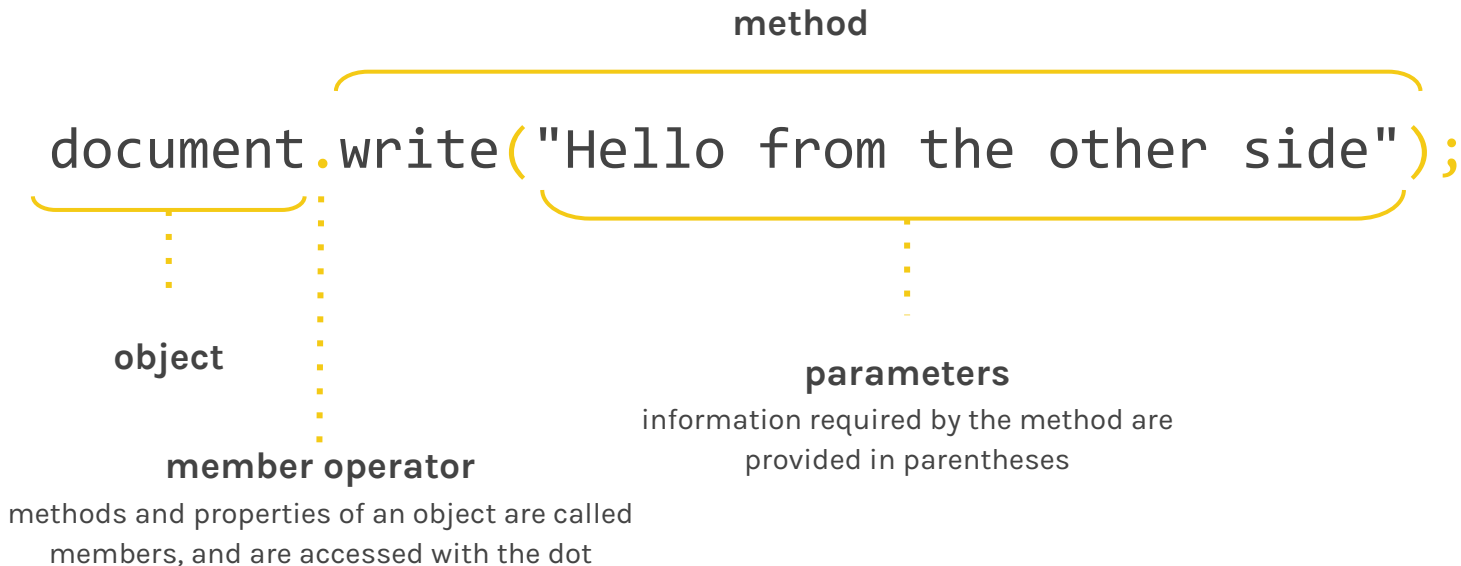 method
document.write("Hello from the other side");
object
parameters
information required by the method are
provided in parentheses
member operator
methods and properties of an object are called
members, and are accessed with the dot